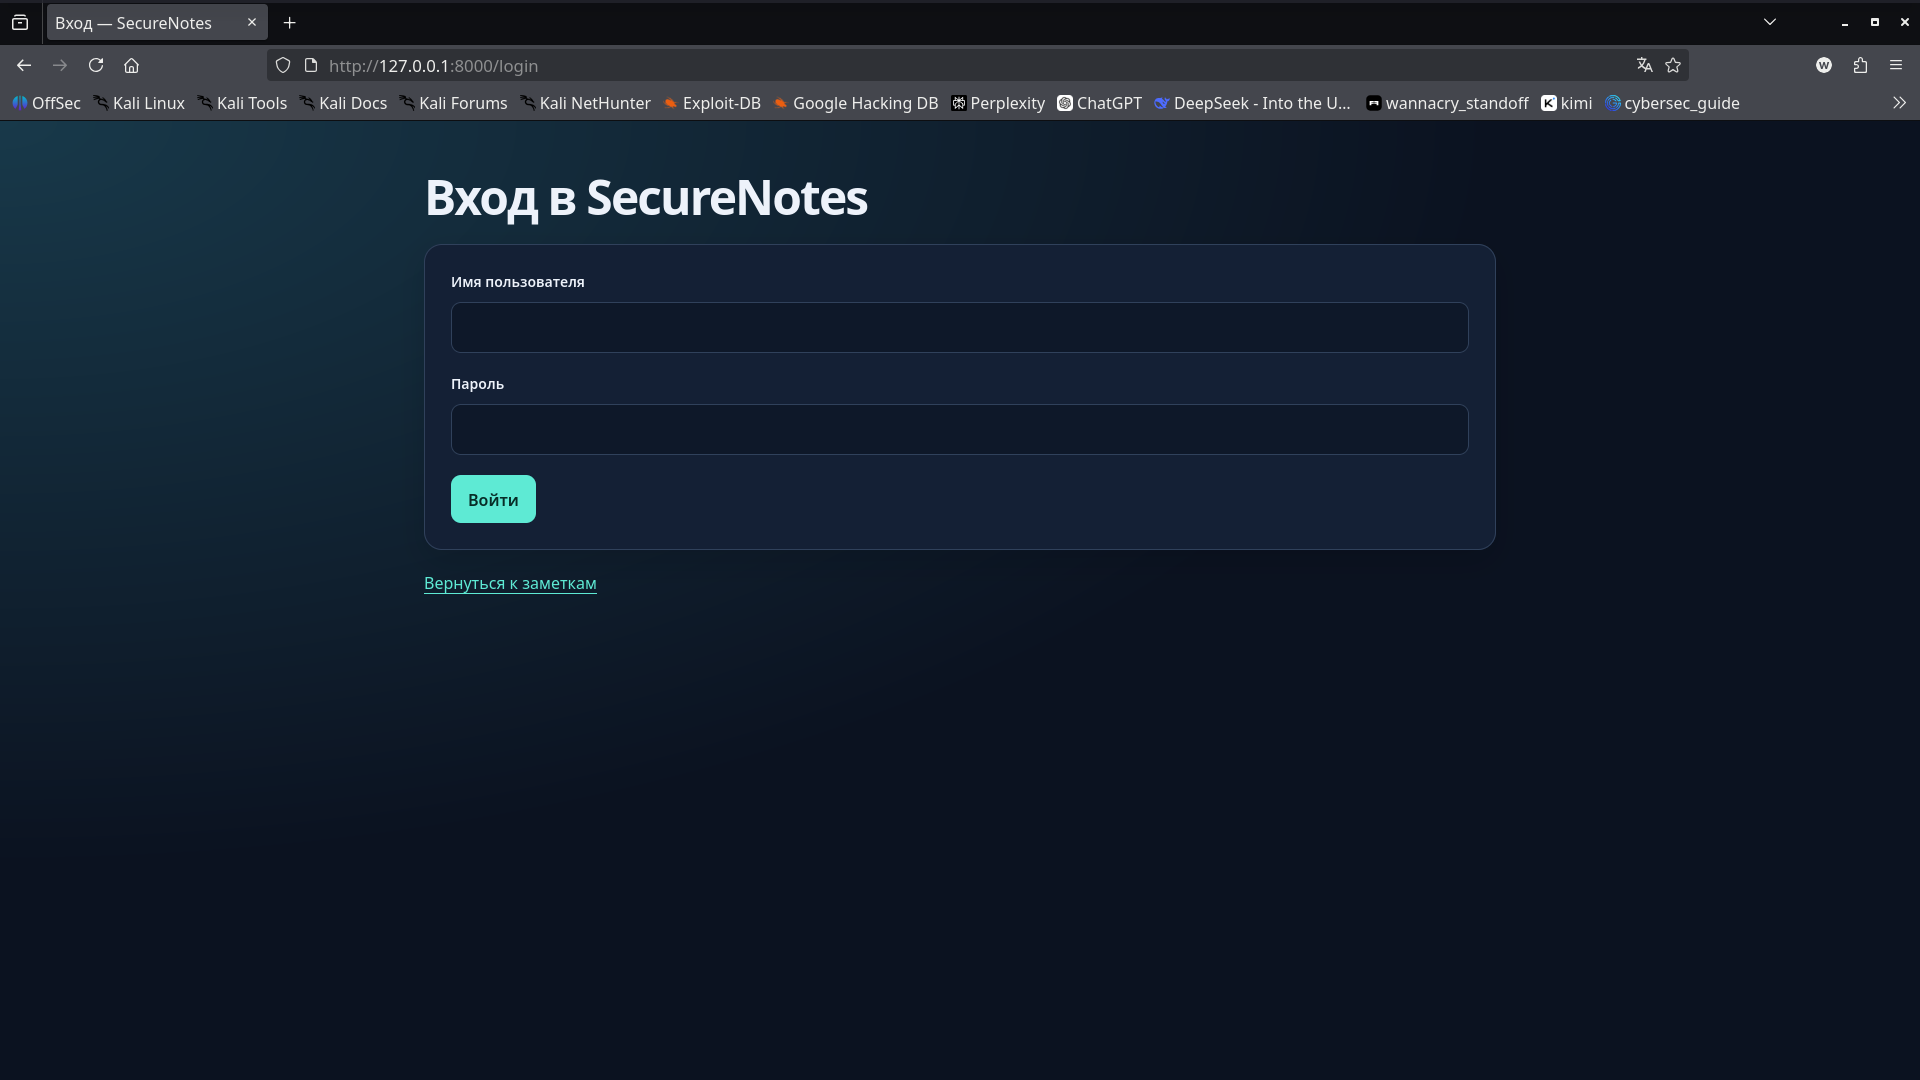 Вход — SecureNotes
http://127.0.0.1:8000/login
W
OffSec Kali Linux Kali Tools Kali Docs Kali Forums Kali NetHunter Exploit-DB Google Hacking DB Perplexity ChatGPT DeepSeek - Into the U... wannacry_standoff K kimi cybersec_guide
Вход в SecureNotes
Имя пользователя
Пароль
Войти
Вернуться к заметкам